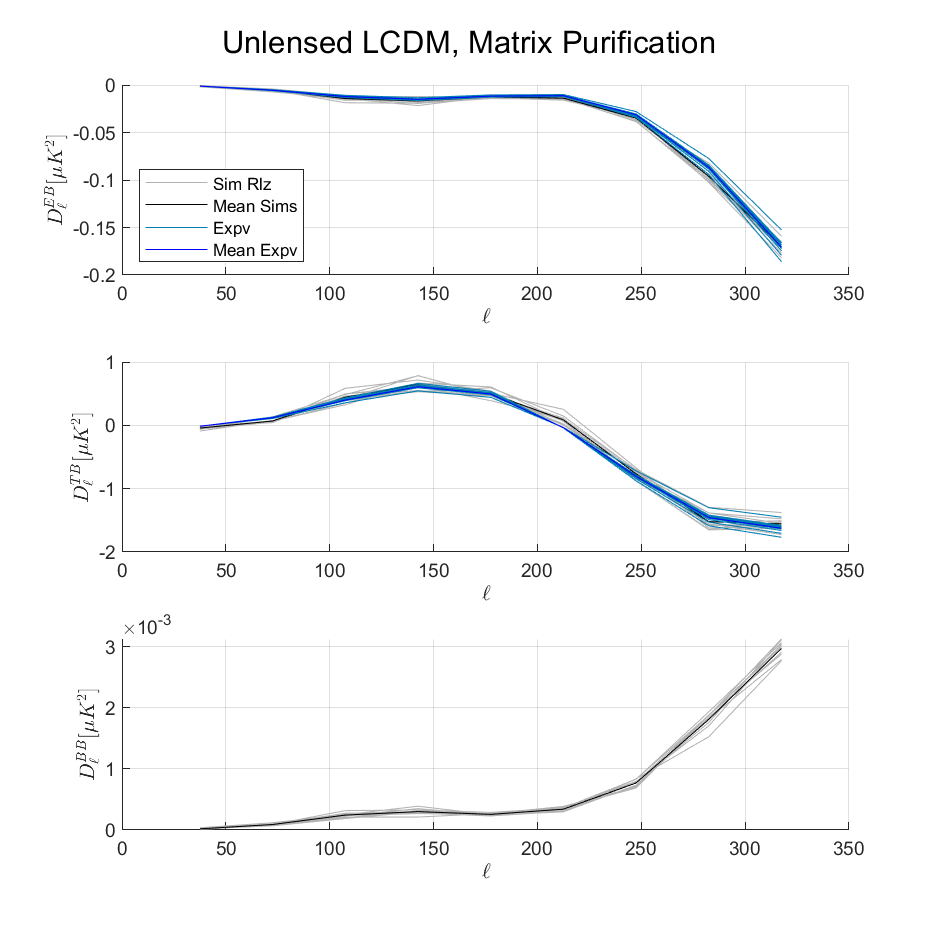 Unlensed LCDM, Matrix Purification
0
-0.05
-0.1
-0.15
-0.2
D_ℓ^{EB}[μK^2]
Sim Rlz
Mean Sims
Expv
Mean Expv
0 50 100 150 200 250 300 350
ℓ
1
0
-1
-2
D_ℓ^{TB}[μK^2]
0 50 100 150 200 250 300 350
ℓ
×10^{-3}
3
2
1
0
D_ℓ^{BB}[μK^2]
0 50 100 150 200 250 300 350
ℓ